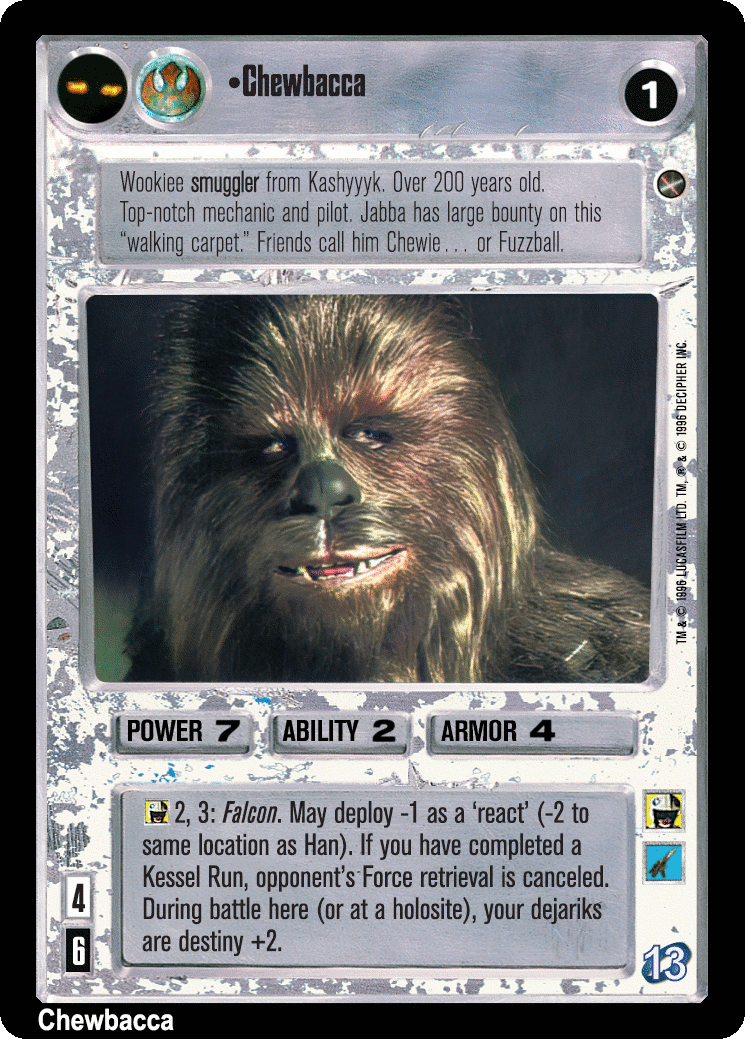 •Chewbacca
1
Wookiee smuggler from Kashyyyk. Over 200 years old.
Top-notch mechanic and pilot. Jabba has large bounty on this
“walking carpet.” Friends call him Chewie . . . or Fuzzball.
TM & © 1996 LUCASFILM LTD. TM, ® & © 1996 DECIPHER INC.
POWER 7
ABILITY 2
ARMOR 4
2, 3: Falcon. May deploy -1 as a ‘react’ (-2 to
same location as Han). If you have completed a
Kessel Run, opponent’s Force retrieval is canceled.
During battle here (or at a holosite), your dejariks
are destiny +2.
4
6
13
Chewbacca